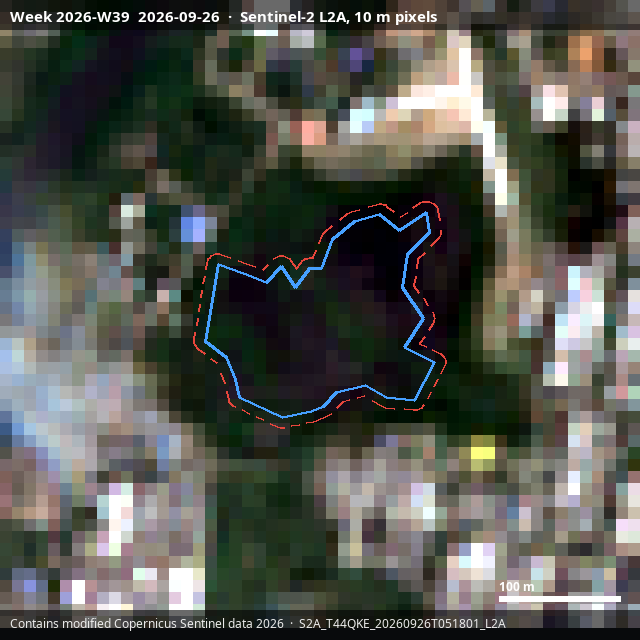 Week 2026-W39  2026-09-26  ·  Sentinel-2 L2A, 10 m pixels
100 m
Contains modified Copernicus Sentinel data 2026  ·  S2A_T44QKE_20260926T051801_L2A